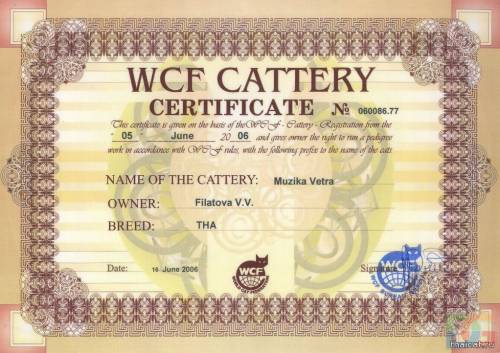 WCF CATTERY
CERTIFICATE № 060086.77
This certificate is given on the basis of the WCF - Cattery - Registration from the
" 05 " June 20 06 and gives owner the right to run a pedigree
work in accordance with WCF rules, with the following prefix to the name of the cats
NAME OF THE CATTERY: Muzika Vetra
OWNER: Filatova V.V.
BREED: THA
Date: 16 June 2006
WCF
Signature
WCF
thaicat.ru